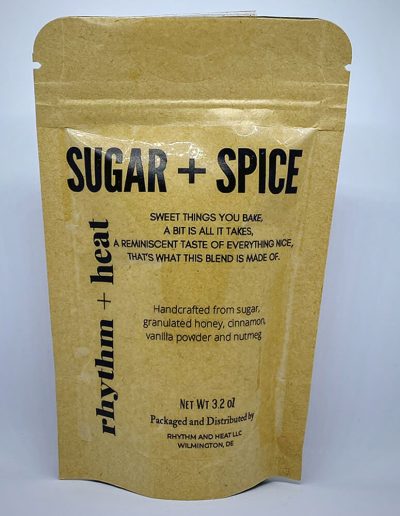 SUGAR + SPICE
rhythm + heat
SWEET THINGS YOU BAKE,
A BIT IS ALL IT TAKES,
A REMINISCENT TASTE OF EVERYTHING NICE,
THAT'S WHAT THIS BLEND IS MADE OF.
Handcrafted from sugar,
granulated honey, cinnamon,
vanilla powder and nutmeg
NET WT 3.2 oz
Packaged and Distributed by
RHYTHM AND HEAT LLC
WILMINGTON, DE